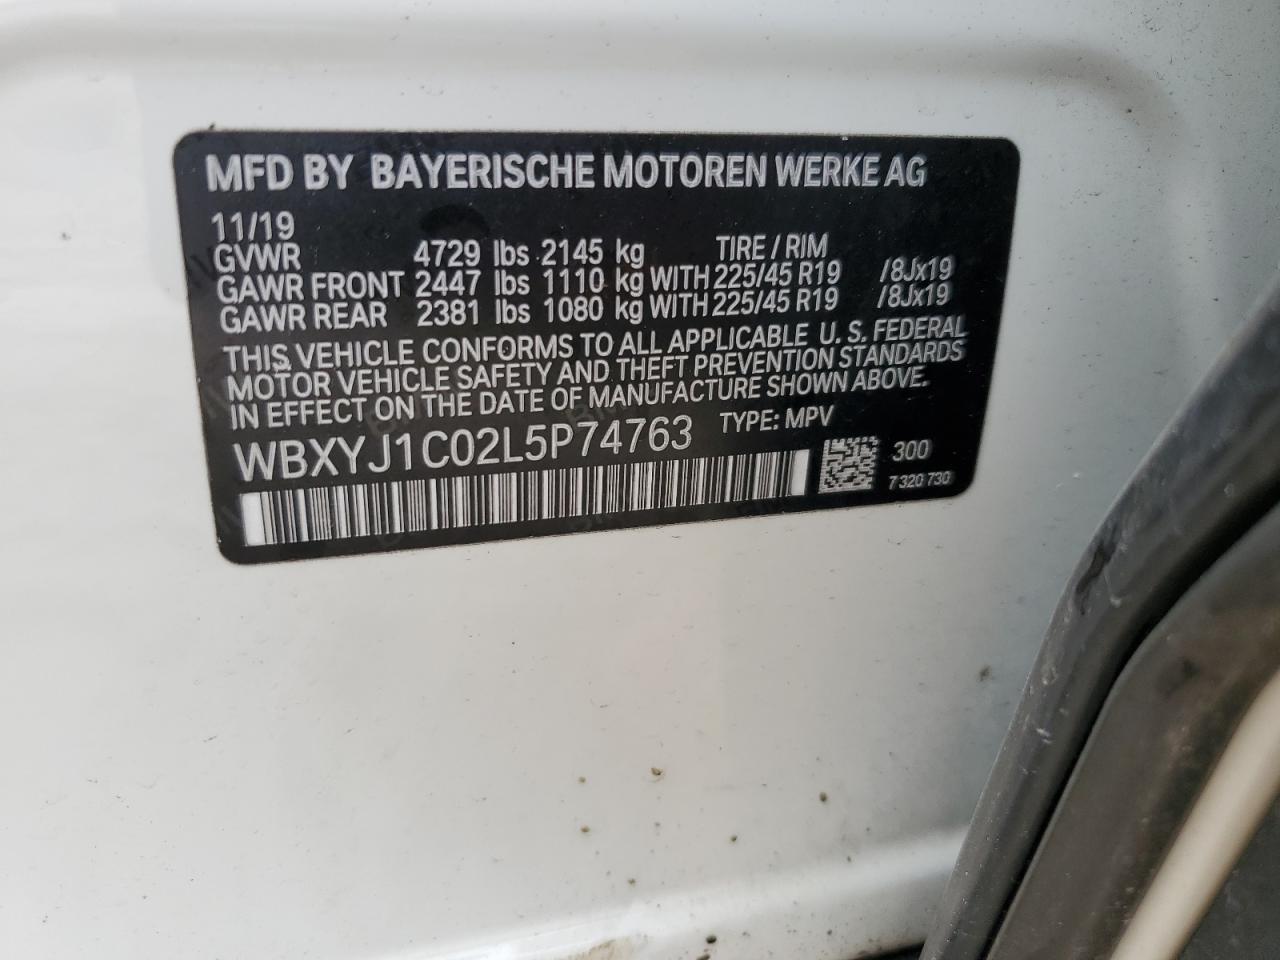 MFD BY BAYERISCHE MOTOREN WERKE AG
11/19
GVWR 4729 lbs 2145 kg TIRE / RIM
GAWR FRONT 2447 lbs 1110 kg WITH 225/45 R19 /8Jx19
GAWR REAR 2381 lbs 1080 kg WITH 225/45 R19 /8Jx19
THIS VEHICLE CONFORMS TO ALL APPLICABLE U. S. FEDERAL
MOTOR VEHICLE SAFETY AND THEFT PREVENTION STANDARDS
IN EFFECT ON THE DATE OF MANUFACTURE SHOWN ABOVE.
WBXYJ1C02L5P74763 TYPE: MPV
300
7 320 730